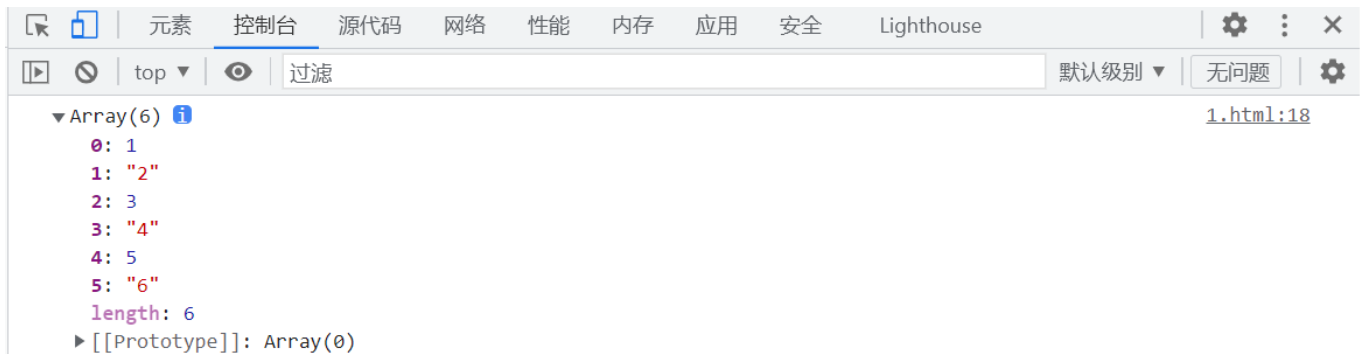 元素 控制台 源代码 网络 性能 内存 应用 安全 Lighthouse
top ▼ 过滤 默认级别 ▼ 无问题
▼Array(6) i 1.html:18
0: 1
1: "2"
2: 3
3: "4"
4: 5
5: "6"
length: 6
▶[[Prototype]]: Array(0)